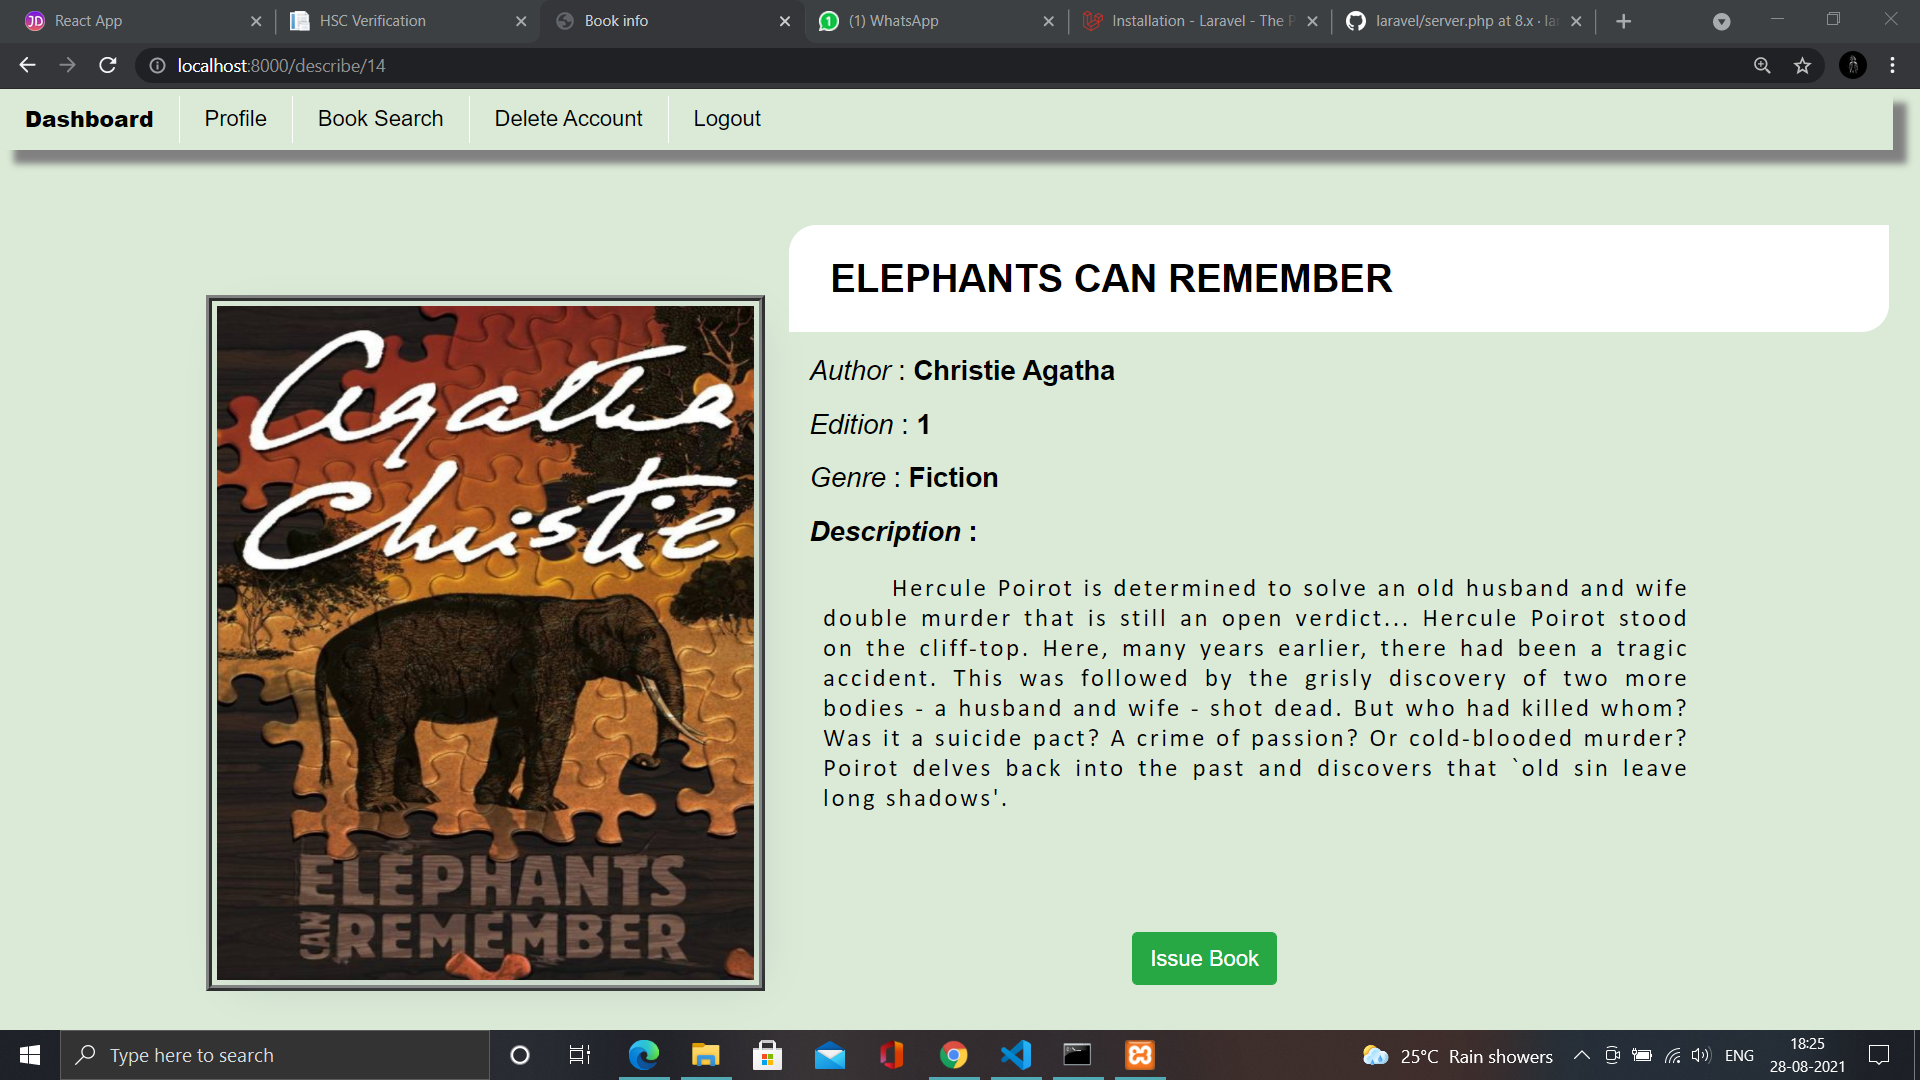 JD React App
HSC Verification
Book info
(1) WhatsApp
Installation - Laravel - The P
laravel/server.php at 8.x · la
localhost:8000/describe/14
Dashboard
Profile
Book Search
Delete Account
Logout
ELEPHANTS CAN REMEMBER
Agatha
Christie
ELEPHANTS
CAN REMEMBER
Author : Christie Agatha
Edition : 1
Genre : Fiction
Description :
Hercule Poirot is determined to solve an old husband and wife
double murder that is still an open verdict... Hercule Poirot stood
on the cliff-top. Here, many years earlier, there had been a tragic
accident. This was followed by the grisly discovery of two more
bodies - a husband and wife - shot dead. But who had killed whom?
Was it a suicide pact? A crime of passion? Or cold-blooded murder?
Poirot delves back into the past and discovers that `old sin leave
long shadows'.
Issue Book
Type here to search
25°C Rain showers
ENG
18:25
28-08-2021